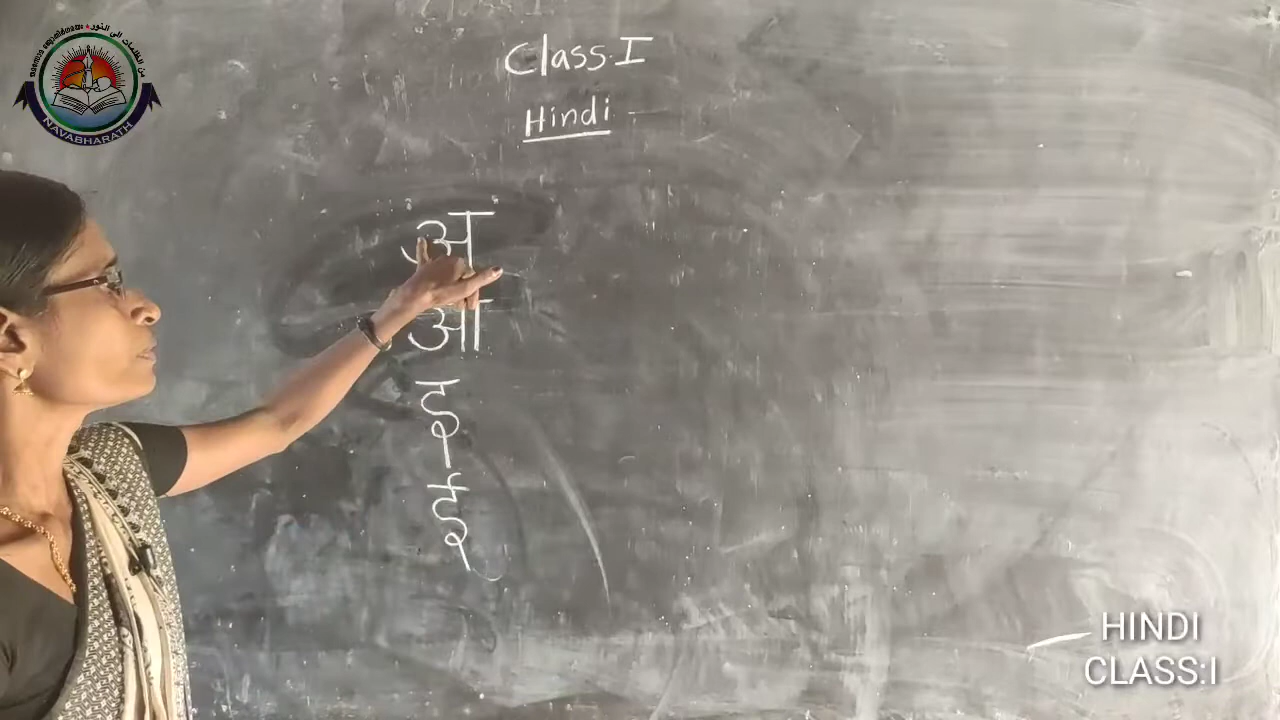 NAVABHARATH
Class.I
Hindi
अ
आ
इ
ई
HINDI
CLASS:I